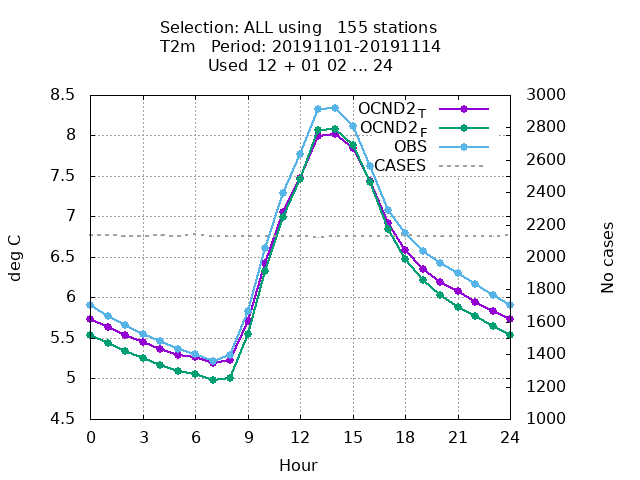 Selection: ALL using   155 stations
T2m   Period: 20191101-20191114
Used  12 + 01 02 ... 24
OCND2 T
OCND2 F
OBS
CASES
8.5
8
7.5
7
6.5
6
5.5
5
4.5
deg C
3000
2800
2600
2400
2200
2000
1800
1600
1400
1200
1000
No cases
0 3 6 9 12 15 18 21 24
Hour